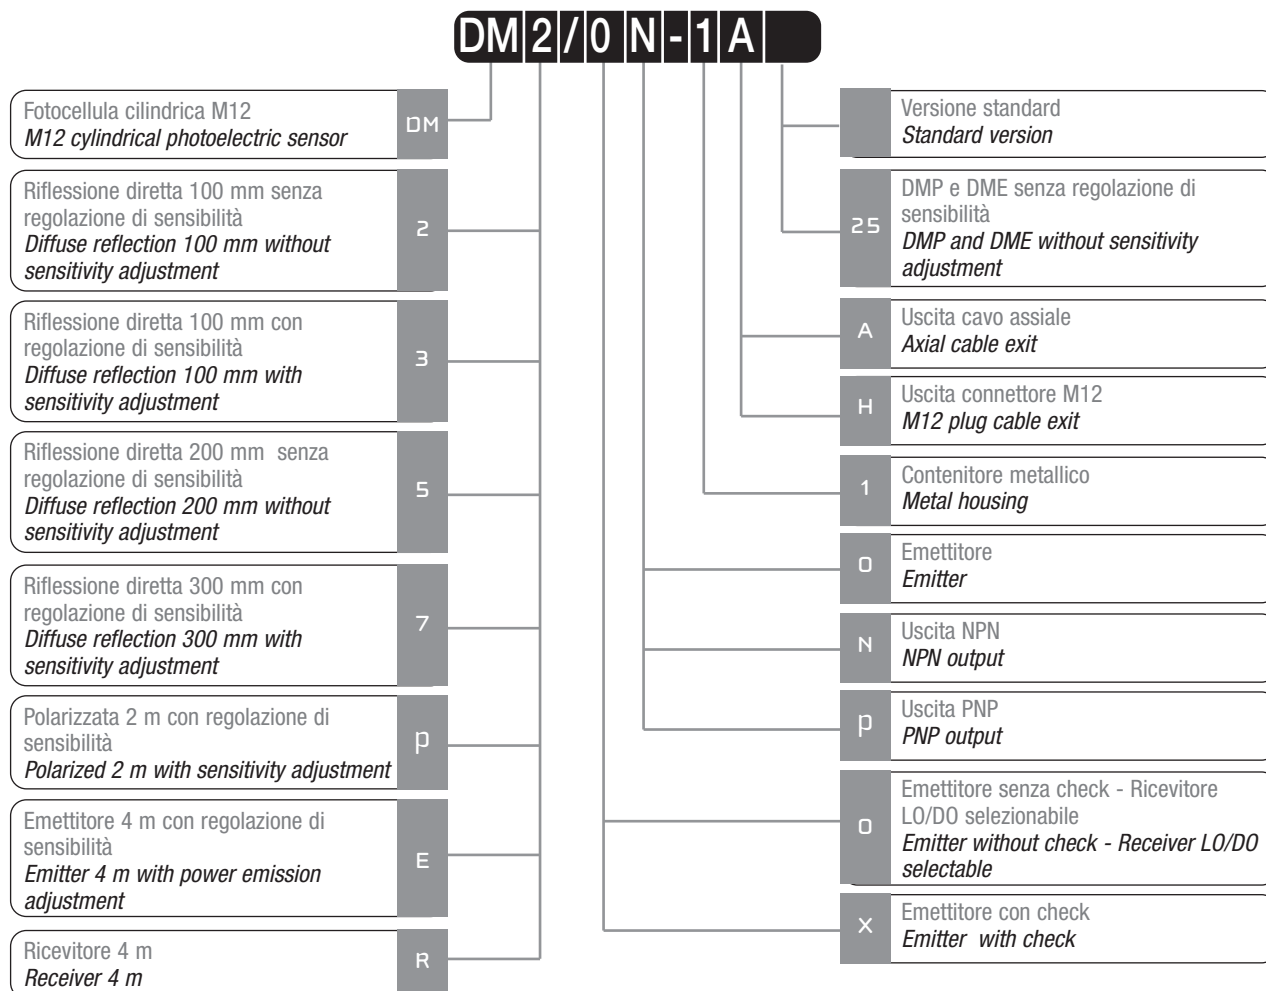 DM2/0N-1A
Fotocellula cilindrica M12
M12 cylindrical photoelectric sensor
DM
Riflessione diretta 100 mm senza
regolazione di sensibilità
Diffuse reflection 100 mm without
sensitivity adjustment
2
Riflessione diretta 100 mm con
regolazione di sensibilità
Diffuse reflection 100 mm with
sensitivity adjustment
3
Riflessione diretta 200 mm senza
regolazione di sensibilità
Diffuse reflection 200 mm without
sensitivity adjustment
5
Riflessione diretta 300 mm con
regolazione di sensibilità
Diffuse reflection 300 mm with
sensitivity adjustment
7
Polarizzata 2 m con regolazione di
sensibilità
Polarized 2 m with sensitivity adjustment
P
Emettitore 4 m con regolazione di
sensibilità
Emitter 4 m with power emission
adjustment
E
Ricevitore 4 m
Receiver 4 m
R
Versione standard
Standard version
25
DMP e DME senza regolazione di
sensibilità
DMP and DME without sensitivity
adjustment
A
Uscita cavo assiale
Axial cable exit
H
Uscita connettore M12
M12 plug cable exit
1
Contenitore metallico
Metal housing
0
Emettitore
Emitter
N
Uscita NPN
NPN output
P
Uscita PNP
PNP output
0
Emettitore senza check - Ricevitore
LO/DO selezionabile
Emitter without check - Receiver LO/DO
selectable
X
Emettitore con check
Emitter with check